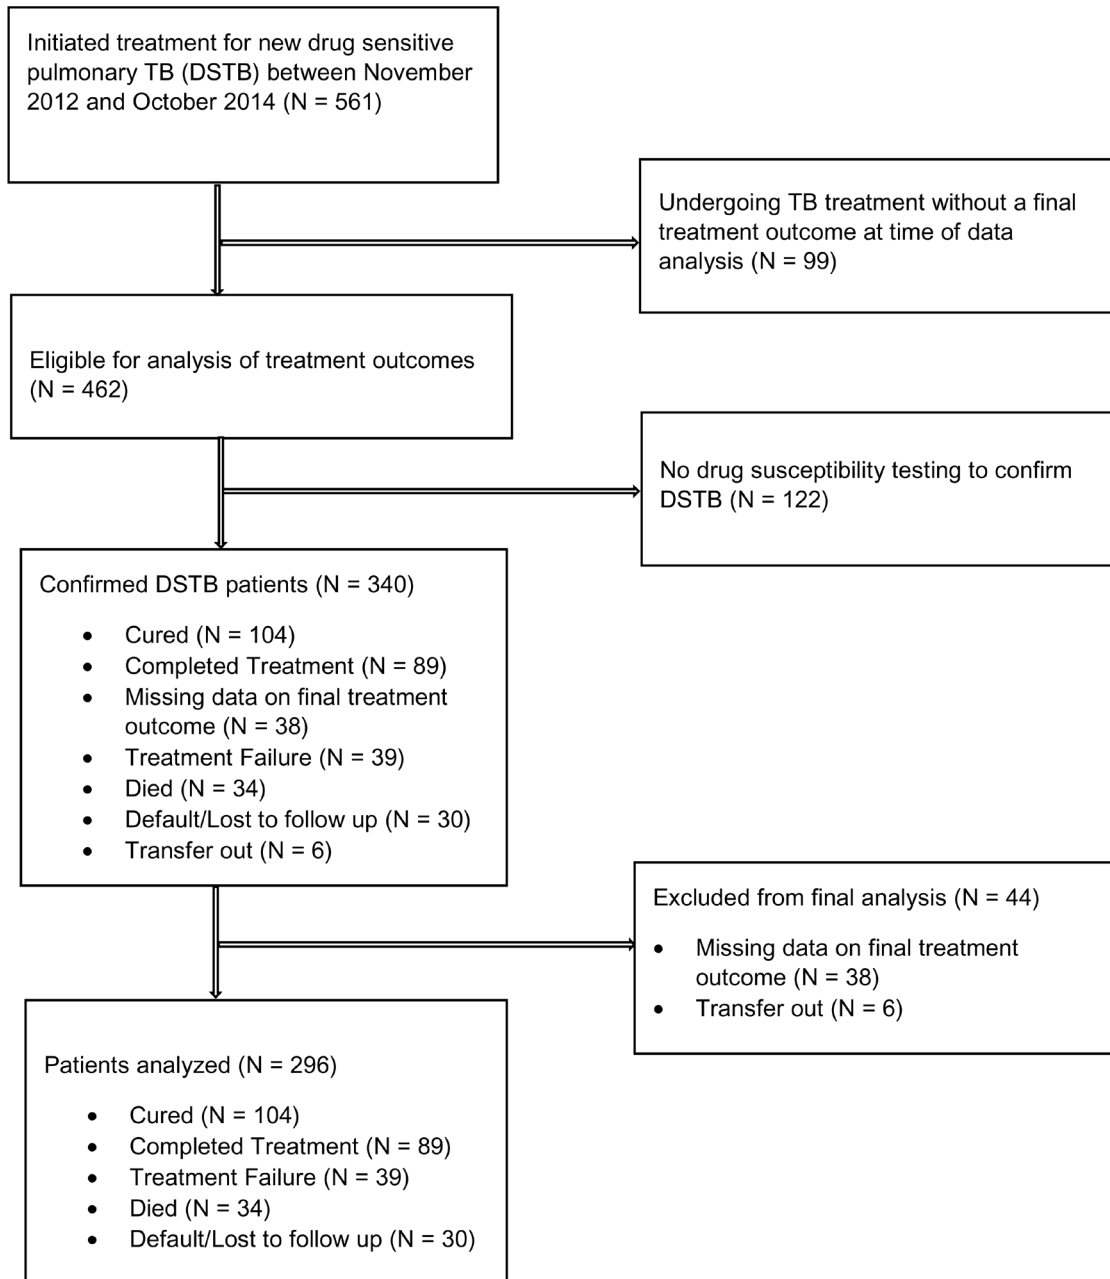 Initiated treatment for new drug sensitive
pulmonary TB (DSTB) between November
2012 and October 2014 (N = 561)
Undergoing TB treatment without a final
treatment outcome at time of data
analysis (N = 99)
Eligible for analysis of treatment outcomes
(N = 462)
No drug susceptibility testing to confirm
DSTB (N = 122)
Confirmed DSTB patients (N = 340)
• Cured (N = 104)
• Completed Treatment (N = 89)
• Missing data on final treatment
outcome (N = 38)
• Treatment Failure (N = 39)
• Died (N = 34)
• Default/Lost to follow up (N = 30)
• Transfer out (N = 6)
Excluded from final analysis (N = 44)
• Missing data on final treatment
outcome (N = 38)
• Transfer out (N = 6)
Patients analyzed (N = 296)
• Cured (N = 104)
• Completed Treatment (N = 89)
• Treatment Failure (N = 39)
• Died (N = 34)
• Default/Lost to follow up (N = 30)